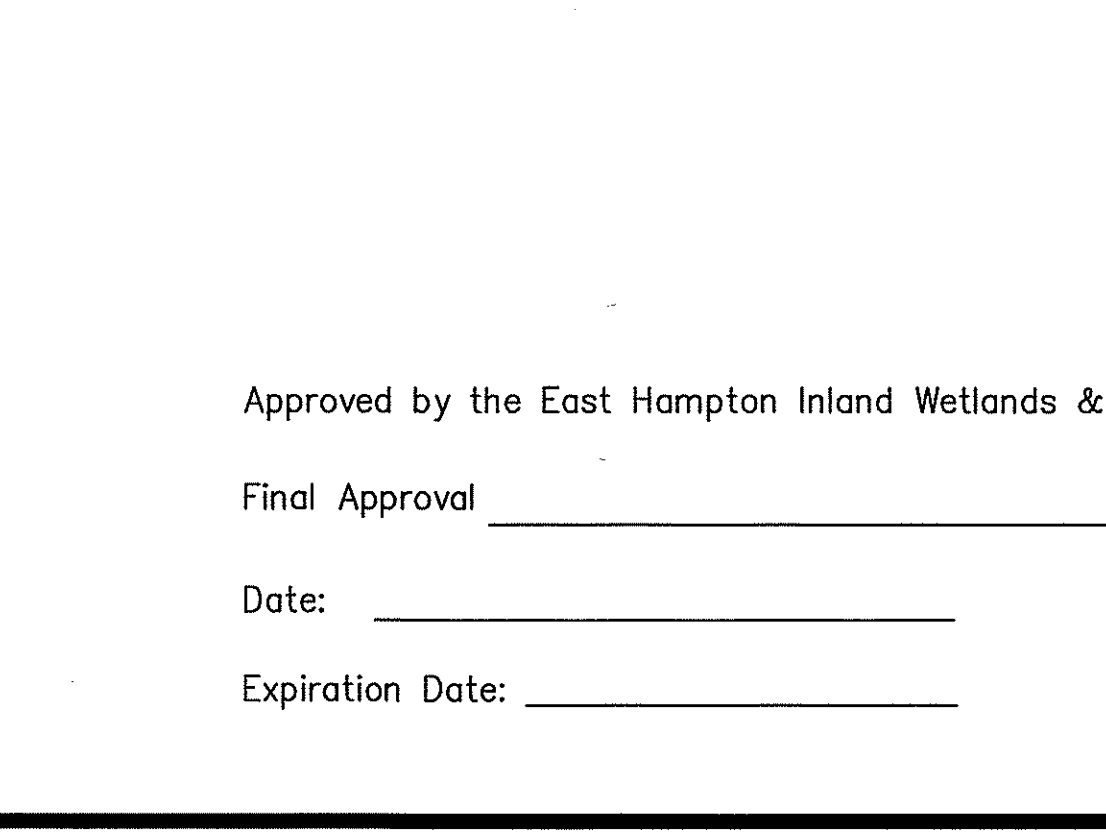 Approved by the East Hampton Inland Wetlands &
Final Approval
Date:
Expiration Date: